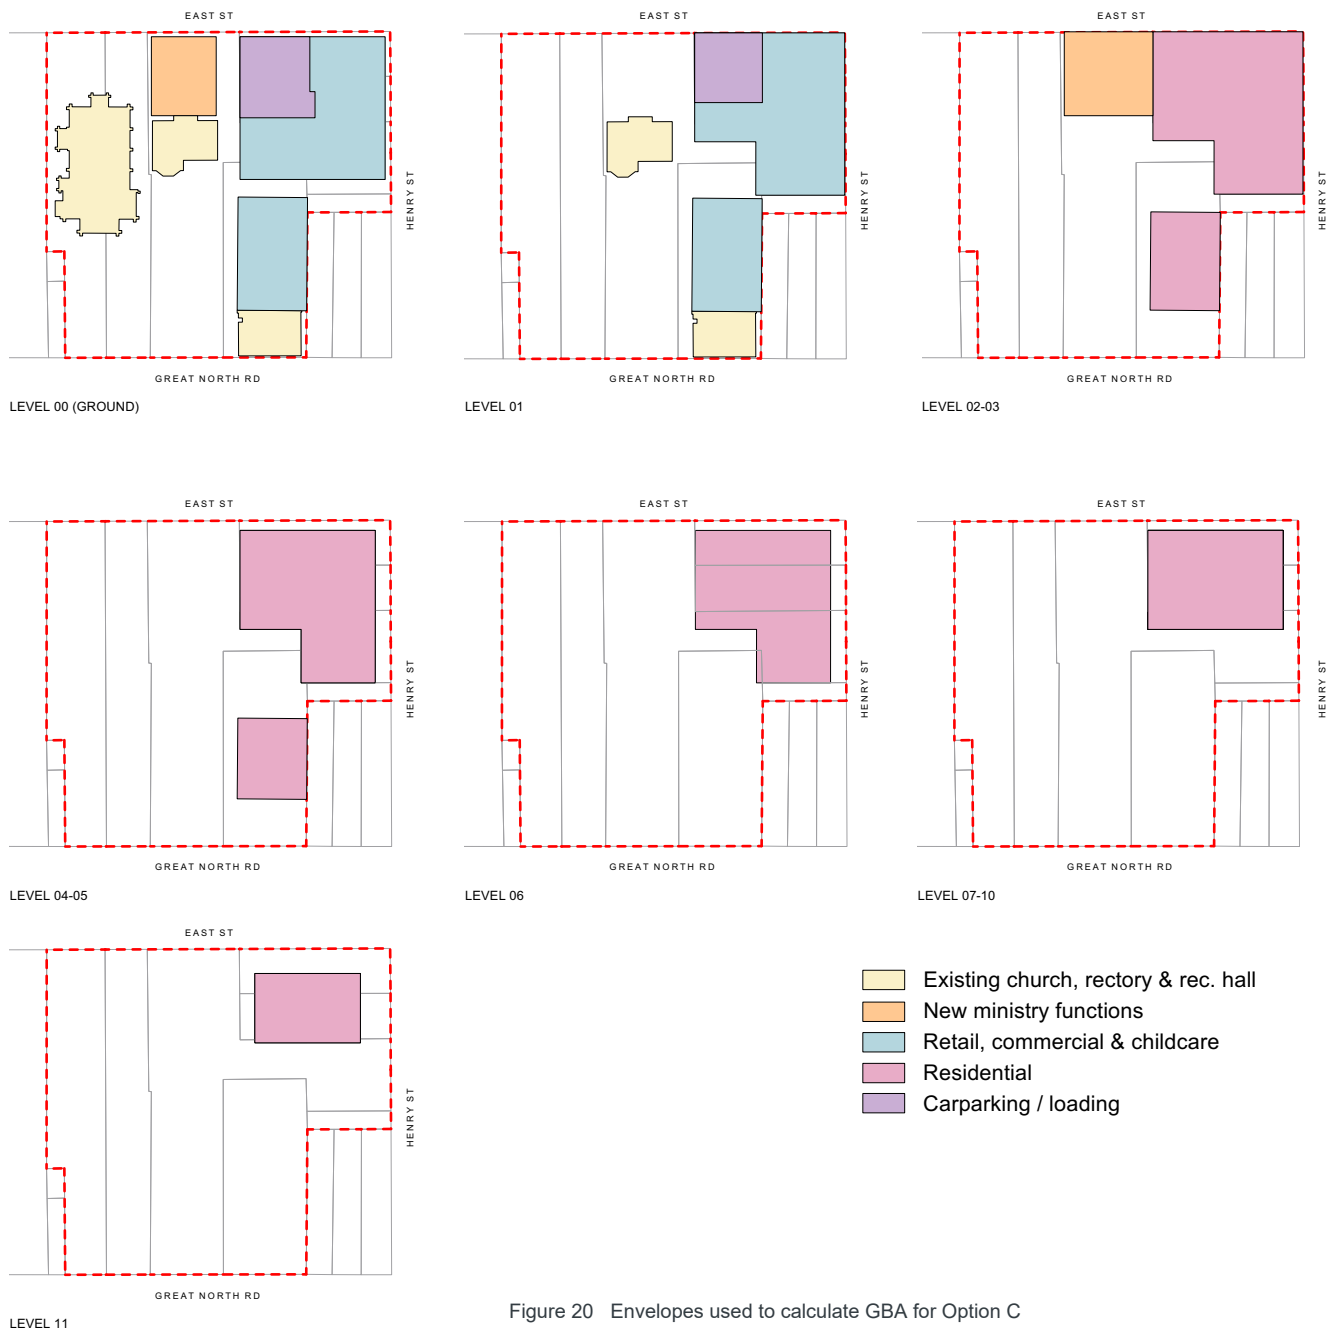 EAST ST
HENRY ST
GREAT NORTH RD
LEVEL 00 (GROUND)
EAST ST
HENRY ST
GREAT NORTH RD
LEVEL 01
EAST ST
HENRY ST
GREAT NORTH RD
LEVEL 02-03
EAST ST
HENRY ST
GREAT NORTH RD
LEVEL 04-05
EAST ST
HENRY ST
GREAT NORTH RD
LEVEL 06
EAST ST
HENRY ST
GREAT NORTH RD
LEVEL 07-10
EAST ST
HENRY ST
GREAT NORTH RD
LEVEL 11
Existing church, rectory & rec. hall
New ministry functions
Retail, commercial & childcare
Residential
Carparking / loading
Figure 20 Envelopes used to calculate GBA for Option C